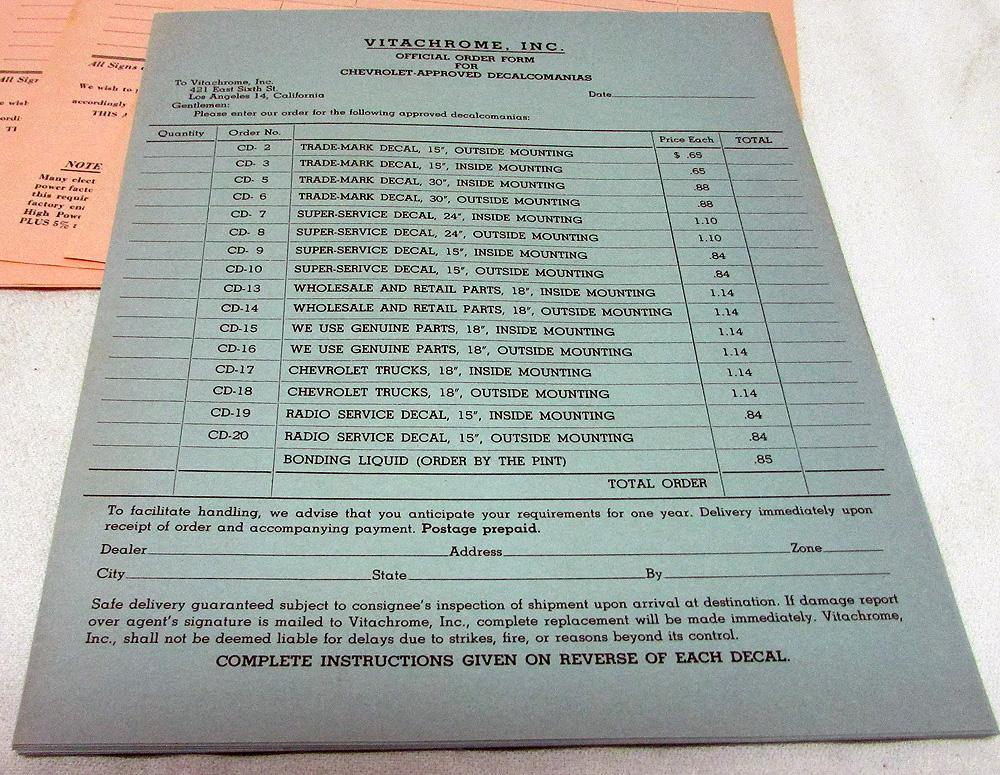 VITACHROME, INC.
OFFICIAL ORDER FORM
FOR
CHEVROLET-APPROVED DECALCOMANIAS
To Vitachrome, Inc.
421 East Sixth St.
Los Angeles 14, California
Date
Gentlemen:
Please enter our order for the following approved decalcomanias:
Quantity Order No. Price Each TOTAL
CD- 2 TRADE-MARK DECAL, 15", OUTSIDE MOUNTING $ .65
CD- 3 TRADE-MARK DECAL, 15", INSIDE MOUNTING .65
CD- 5 TRADE-MARK DECAL, 30", INSIDE MOUNTING .88
CD- 6 TRADE-MARK DECAL, 30", OUTSIDE MOUNTING .88
CD- 7 SUPER-SERVICE DECAL, 24", INSIDE MOUNTING 1.10
CD- 8 SUPER-SERVICE DECAL, 24", OUTSIDE MOUNTING 1.10
CD- 9 SUPER-SERVICE DECAL, 15", INSIDE MOUNTING .84
CD-10 SUPER-SERIVCE DECAL, 15", OUTSIDE MOUNTING .84
CD-13 WHOLESALE AND RETAIL PARTS, 18", INSIDE MOUNTING 1.14
CD-14 WHOLESALE AND RETAIL PARTS, 18", OUTSIDE MOUNTING 1.14
CD-15 WE USE GENUINE PARTS, 18", INSIDE MOUNTING 1.14
CD-16 WE USE GENUINE PARTS, 18", OUTSIDE MOUNTING 1.14
CD-17 CHEVROLET TRUCKS, 18", INSIDE MOUNTING 1.14
CD-18 CHEVROLET TRUCKS, 18", OUTSIDE MOUNTING 1.14
CD-19 RADIO SERVICE DECAL, 15", INSIDE MOUNTING .84
CD-20 RADIO SERVICE DECAL, 15", OUTSIDE MOUNTING .84
BONDING LIQUID (ORDER BY THE PINT) .85
TOTAL ORDER
To facilitate handling, we advise that you anticipate your requirements for one year. Delivery immediately upon
receipt of order and accompanying payment. Postage prepaid.
Dealer Address Zone
City State By
Safe delivery guaranteed subject to consignee's inspection of shipment upon arrival at destination. If damage report
over agent's signature is mailed to Vitachrome, Inc., complete replacement will be made immediately. Vitachrome,
Inc., shall not be deemed liable for delays due to strikes, fire, or reasons beyond its control.
COMPLETE INSTRUCTIONS GIVEN ON REVERSE OF EACH DECAL.
All Signs
We wish to
accordingly
THIS
All
NOTE
Many elect
power facto
this requir
factory
High Pow
PLUS 5%